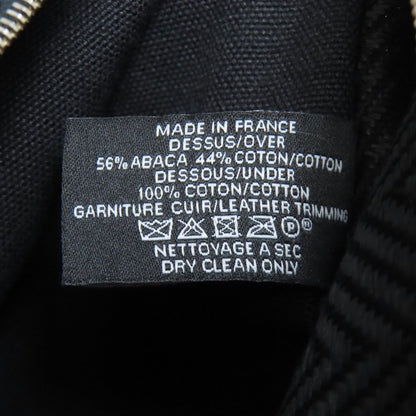 MADE IN FRANCE
DESSUS/OVER
56% ABACA 44% COTON/COTTON
DESSOUS/UNDER
100% COTON/COTTON
GARNITURE CUIR/LEATHER TRIMMING
P ®
NETTOYAGE A SEC
DRY CLEAN ONLY